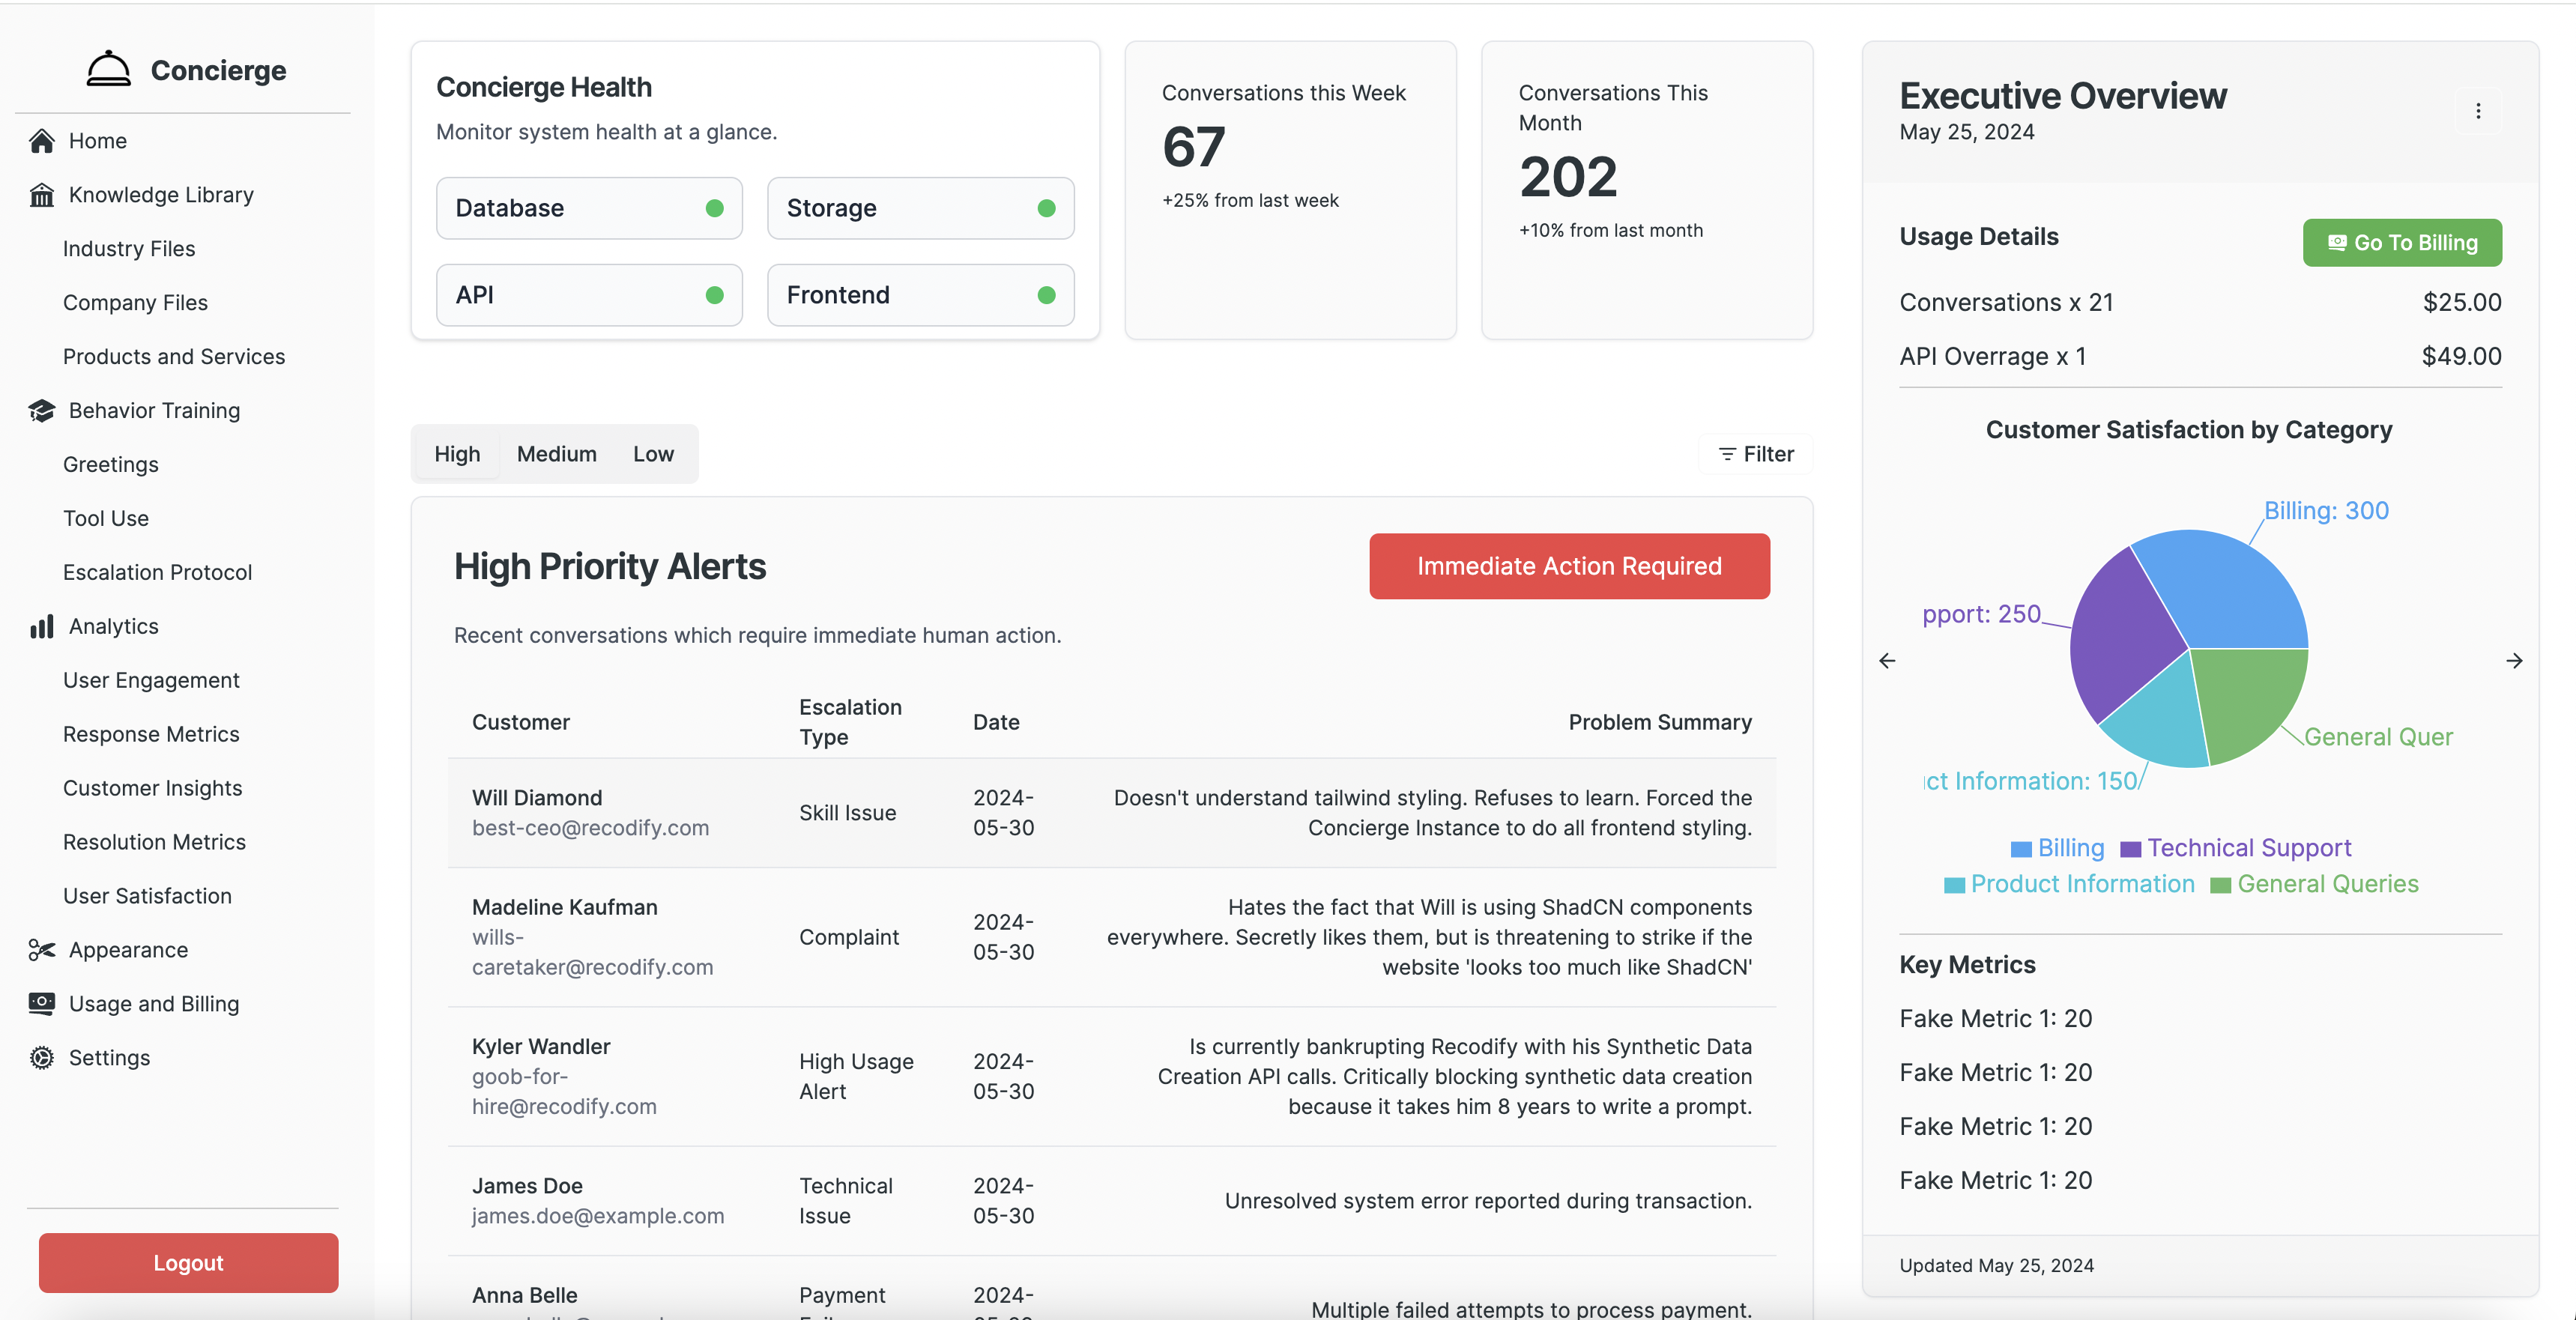 Concierge
Home
Knowledge Library
Industry Files
Company Files
Products and Services
Behavior Training
Greetings
Tool Use
Escalation Protocol
Analytics
User Engagement
Response Metrics
Customer Insights
Resolution Metrics
User Satisfaction
Appearance
Usage and Billing
Settings
Logout
Concierge Health
Monitor system health at a glance.
Database
Storage
API
Frontend
Conversations this Week
67
+25% from last week
Conversations This
Month
202
+10% from last month
High Medium Low
Filter
High Priority Alerts
Immediate Action Required
Recent conversations which require immediate human action.
Customer
Escalation
Type
Date
Problem Summary
Will Diamond
best-ceo@recodify.com
Skill Issue
2024-
05-30
Doesn't understand tailwind styling. Refuses to learn. Forced the
Concierge Instance to do all frontend styling.
Madeline Kaufman
wills-
caretaker@recodify.com
Complaint
2024-
05-30
Hates the fact that Will is using ShadCN components
everywhere. Secretly likes them, but is threatening to strike if the
website 'looks too much like ShadCN'
Kyler Wandler
goob-for-
hire@recodify.com
High Usage
Alert
2024-
05-30
Is currently bankrupting Recodify with his Synthetic Data
Creation API calls. Critically blocking synthetic data creation
because it takes him 8 years to write a prompt.
James Doe
james.doe@example.com
Technical
Issue
2024-
05-30
Unresolved system error reported during transaction.
Anna Belle
Payment
2024-
Multiple failed attempts to process payment.
Executive Overview
May 25, 2024
Usage Details
Go To Billing
Conversations x 21 $25.00
API Overrage x 1 $49.00
Customer Satisfaction by Category
Billing: 300
pport: 250
General Quer
ct Information: 150
Billing Technical Support
Product Information General Queries
Key Metrics
Fake Metric 1: 20
Fake Metric 1: 20
Fake Metric 1: 20
Fake Metric 1: 20
Updated May 25, 2024